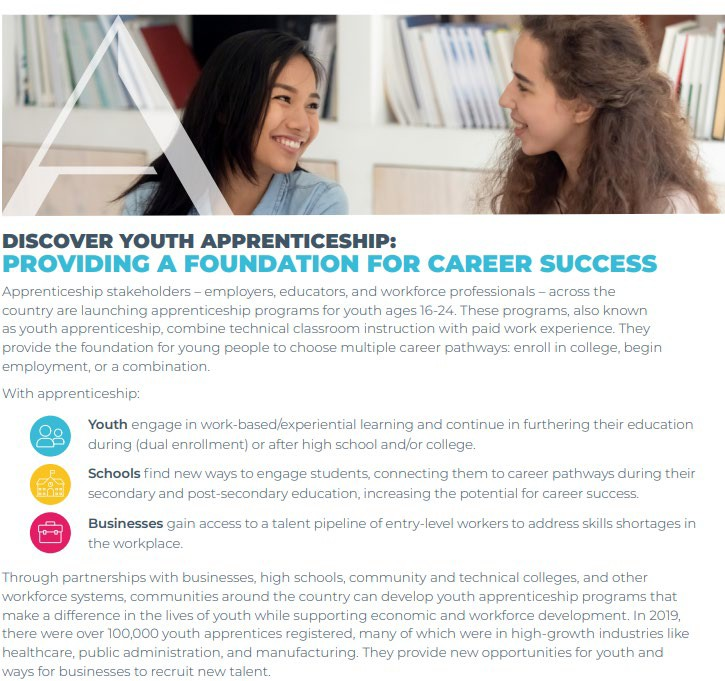 DISCOVER YOUTH APPRENTICESHIP:
PROVIDING A FOUNDATION FOR CAREER SUCCESS
Apprenticeship stakeholders – employers, educators, and workforce professionals – across the
country are launching apprenticeship programs for youth ages 16-24. These programs, also known
as youth apprenticeship, combine technical classroom instruction with paid work experience. They
provide the foundation for young people to choose multiple career pathways: enroll in college, begin
employment, or a combination.
With apprenticeship:
Youth engage in work-based/experiential learning and continue in furthering their education
during (dual enrollment) or after high school and/or college.
Schools find new ways to engage students, connecting them to career pathways during their
secondary and post-secondary education, increasing the potential for career success.
Businesses gain access to a talent pipeline of entry-level workers to address skills shortages in
the workplace.
Through partnerships with businesses, high schools, community and technical colleges, and other
workforce systems, communities around the country can develop youth apprenticeship programs that
make a difference in the lives of youth while supporting economic and workforce development. In 2019,
there were over 100,000 youth apprentices registered, many of which were in high-growth industries like
healthcare, public administration, and manufacturing. They provide new opportunities for youth and
ways for businesses to recruit new talent.